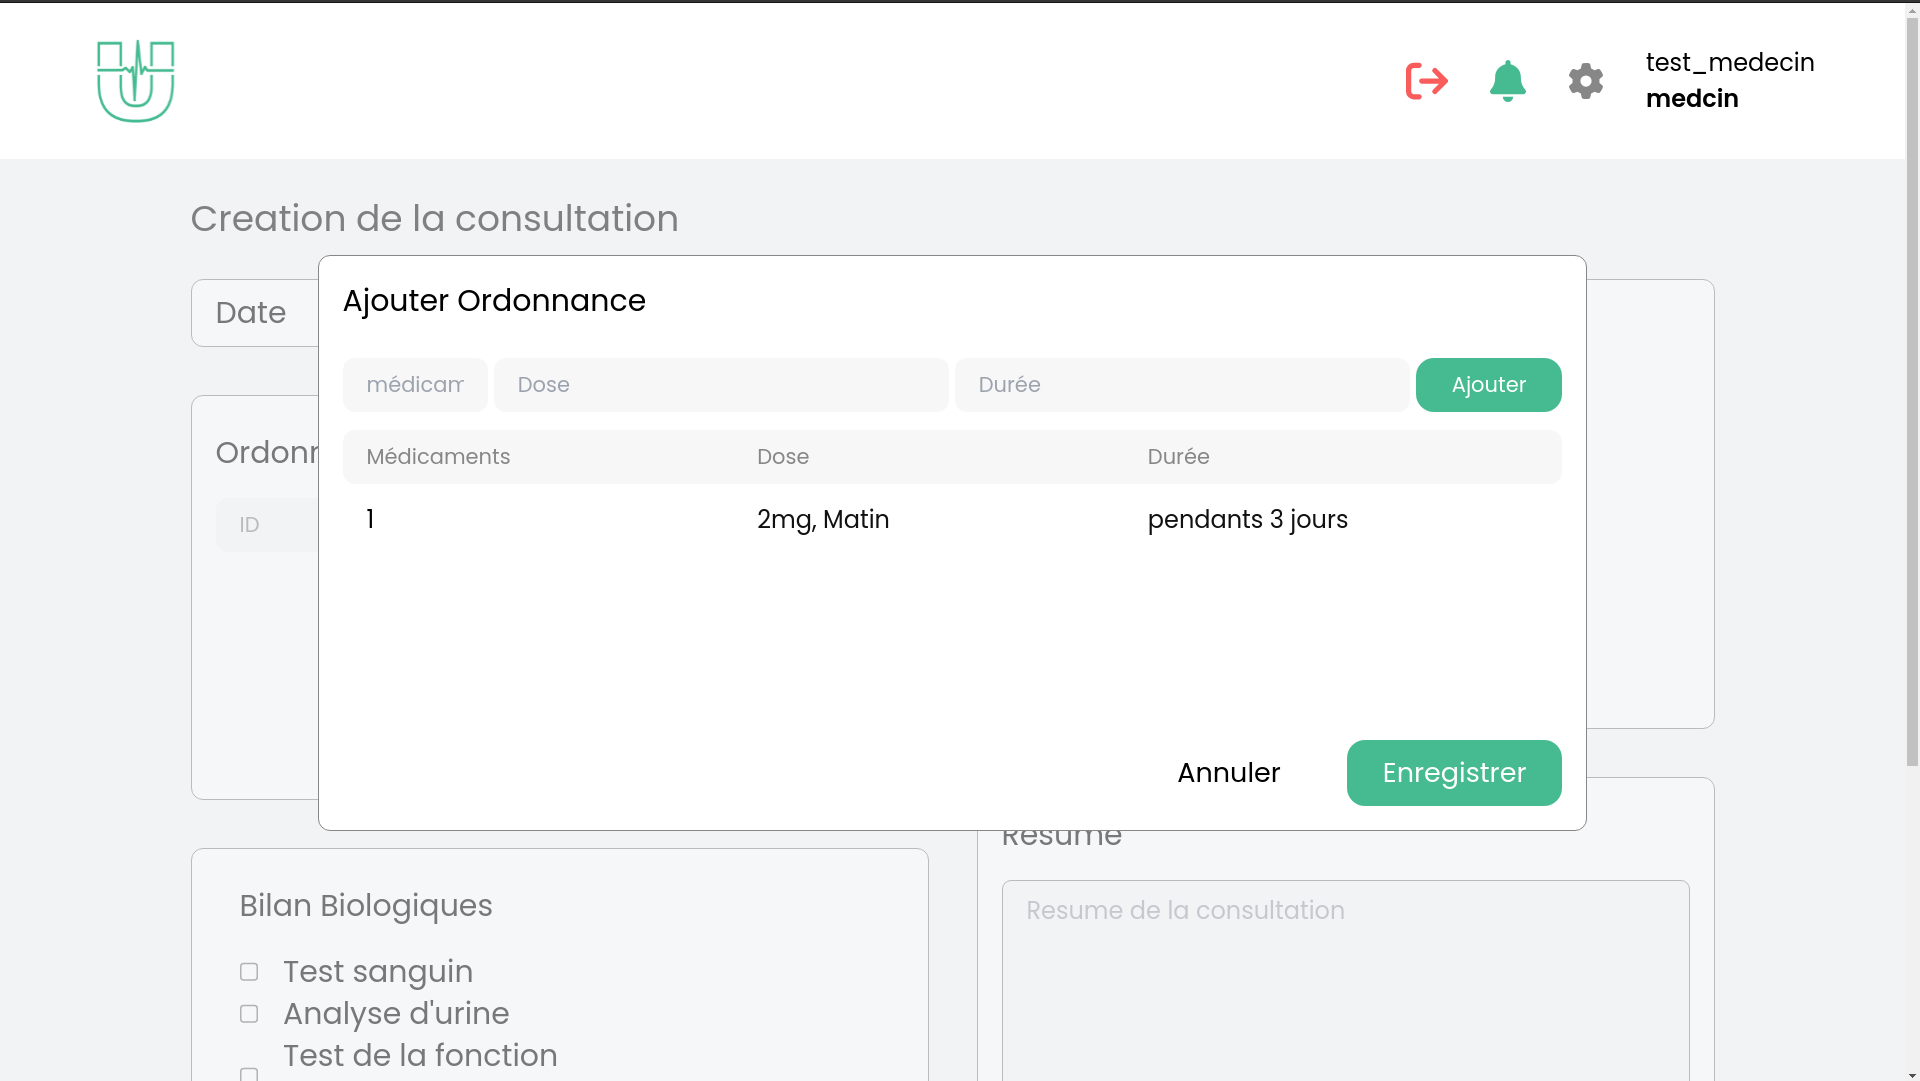 test_medecin
medcin
Creation de la consultation
Date
Ajouter Ordonnance
médicam
Dose
Durée
Ajouter
Médicaments
Dose
Durée
1
2mg, Matin
pendants 3 jours
Annuler
Enregistrer
ID
Resume
Resume de la consultation
Bilan Biologiques
Test sanguin
Analyse d'urine
Test de la fonction